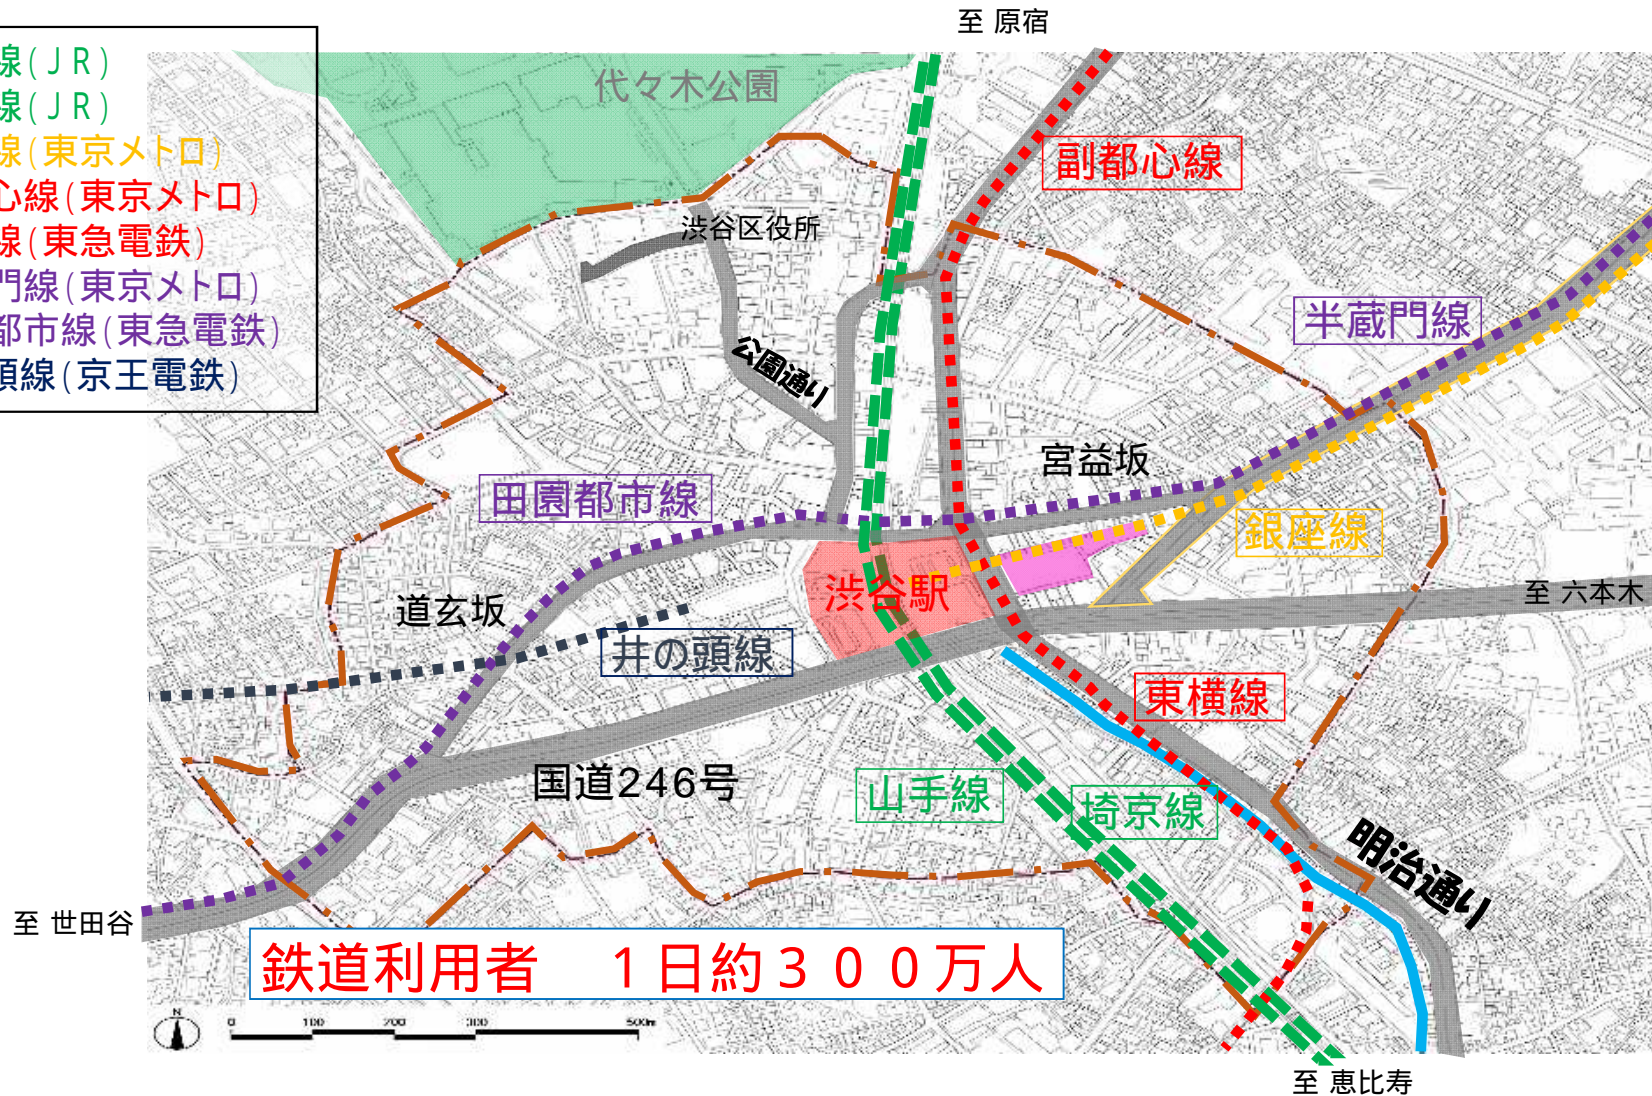 至 原宿
線(ＪＲ)
線(ＪＲ)
線(東京メトロ)
心線(東京メトロ)
線(東急電鉄)
門線(東京メトロ)
都市線(東急電鉄)
頭線(京王電鉄)
代々木公園
副都心線
渋谷区役所
半蔵門線
公園通り
宮益坂
田園都市線
銀座線
渋谷駅
至 六本木
道玄坂
井の頭線
東横線
国道246号
山手線
埼京線
明治通り
至 世田谷
鉄道利用者　１日約３００万人
N
0 100 200 300 500m
至 恵比寿